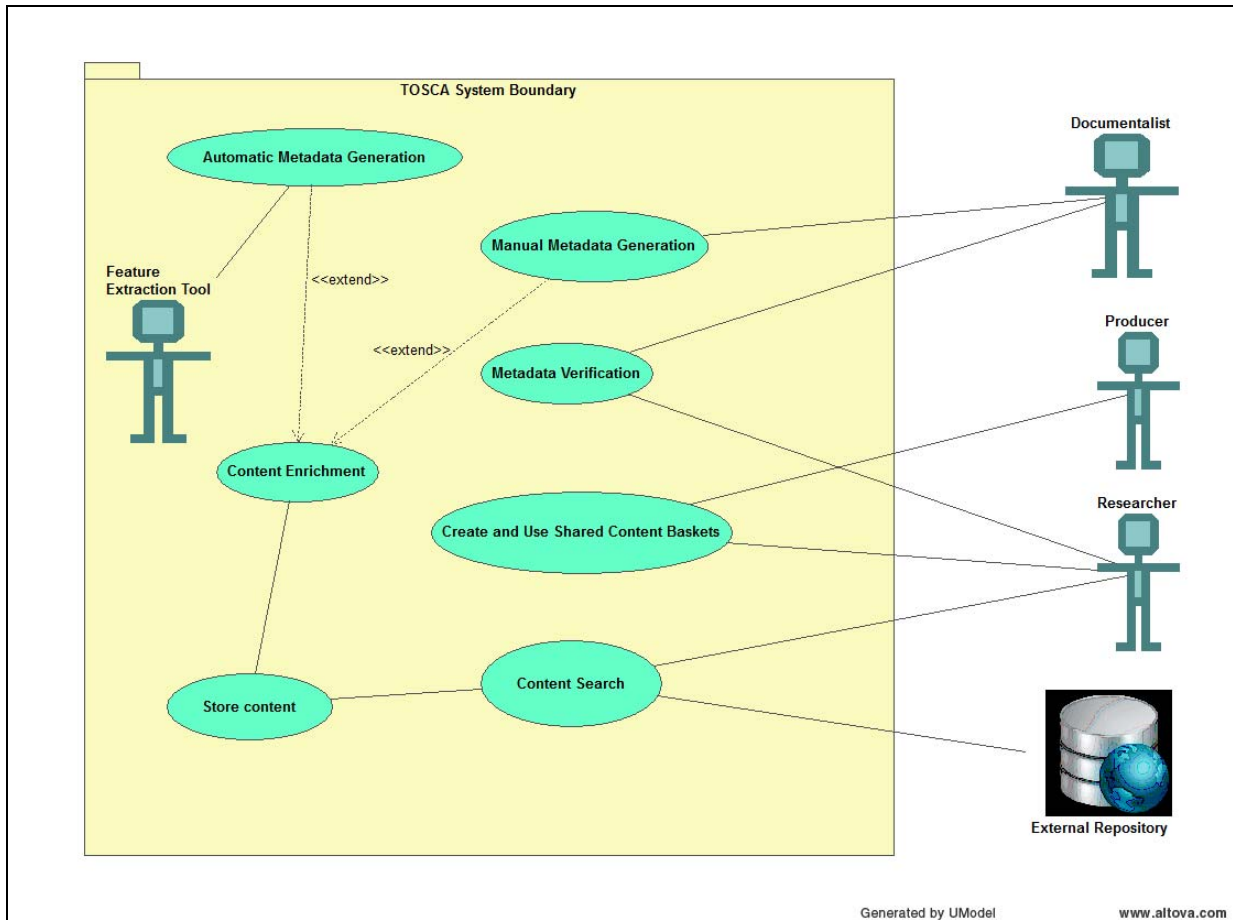 TOSCA System Boundary
Documentalist
Automatic Metadata Generation
Manual Metadata Generation
Feature
Extraction Tool
<<extend>>
Producer
<<extend>>
Metadata Verification
Content Enrichment
Researcher
Create and Use Shared Content Baskets
Content Search
Store content
External Repository
Generated by UModel
www.altova.com